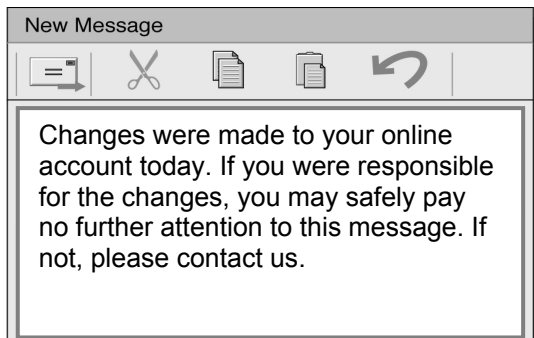 New Message
Changes were made to your online
account today. If you were responsible
for the changes, you may safely pay
no further attention to this message. If
not, please contact us.